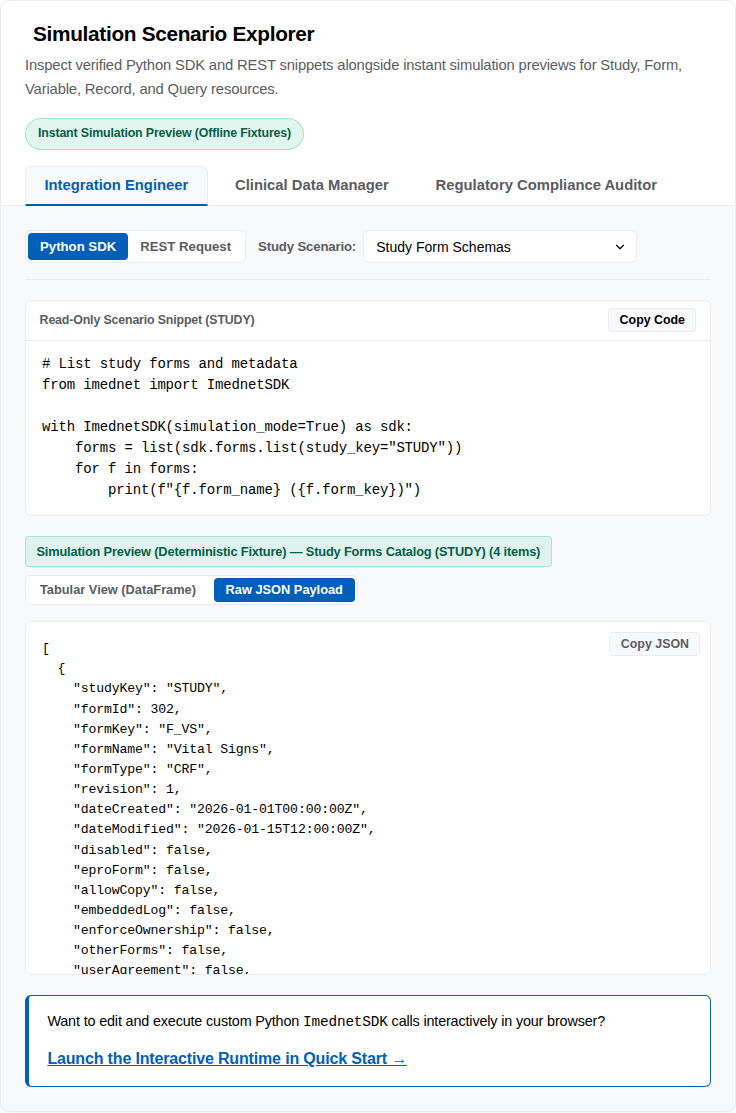 Simulation Scenario Explorer
Inspect verified Python SDK and REST snippets alongside instant simulation previews for Study, Form,
Variable, Record, and Query resources.
Instant Simulation Preview (Offline Fixtures)
Integration Engineer
Clinical Data Manager
Regulatory Compliance Auditor
Python SDK
REST Request
Study Scenario:
Study Form Schemas
Read-Only Scenario Snippet (STUDY)
Copy Code
# List study forms and metadata
from imednet import ImednetSDK

with ImednetSDK(simulation_mode=True) as sdk:
    forms = list(sdk.forms.list(study_key="STUDY"))
    for f in forms:
        print(f"{f.form_name} ({f.form_key})")
Simulation Preview (Deterministic Fixture) — Study Forms Catalog (STUDY) (4 items)
Tabular View (DataFrame)
Raw JSON Payload
Copy JSON
[
  {
    "studyKey": "STUDY",
    "formId": 302,
    "formKey": "F_VS",
    "formName": "Vital Signs",
    "formType": "CRF",
    "revision": 1,
    "dateCreated": "2026-01-01T00:00:00Z",
    "dateModified": "2026-01-15T12:00:00Z",
    "disabled": false,
    "eproForm": false,
    "allowCopy": false,
    "embeddedLog": false,
    "enforceOwnership": false,
    "otherForms": false,
    "userAgreement": false,
Want to edit and execute custom Python ImednetSDK calls interactively in your browser?
Launch the Interactive Runtime in Quick Start →